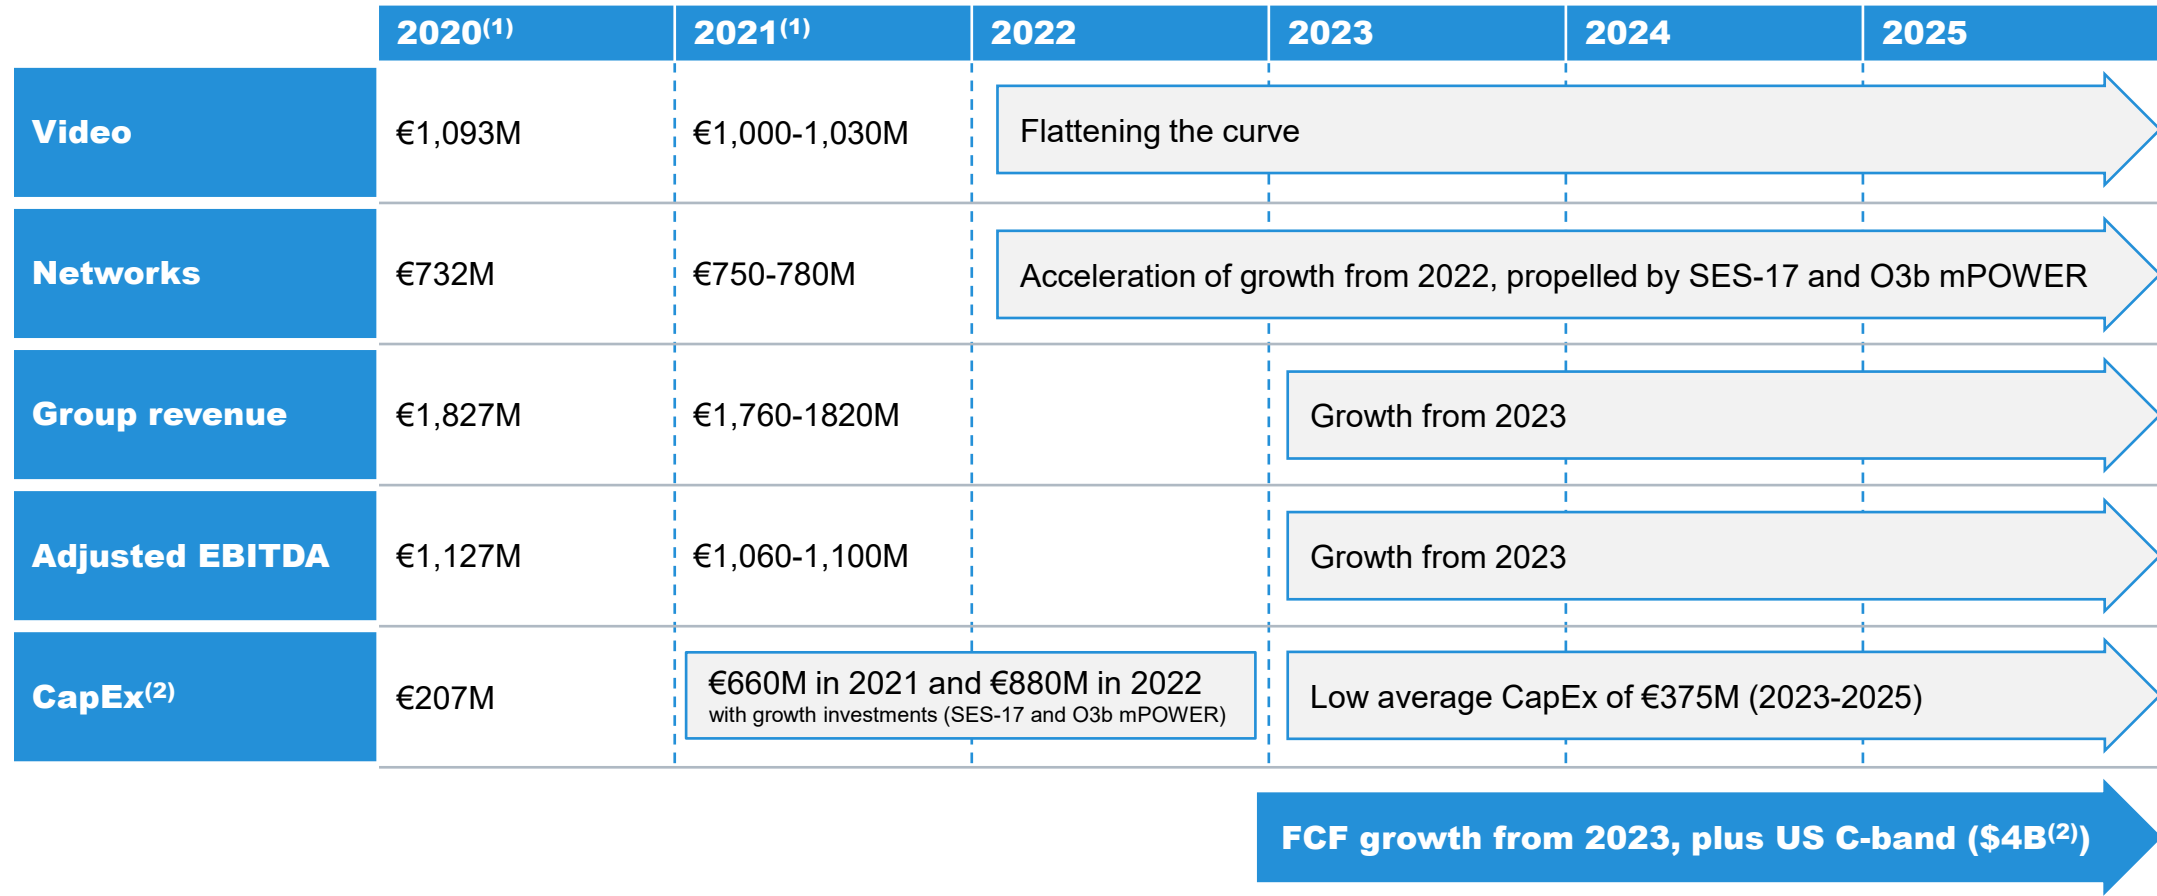 2020(1) 2021(1) 2022 2023 2024 2025
Video €1,093M €1,000-1,030M Flattening the curve
Networks €732M €750-780M Acceleration of growth from 2022, propelled by SES-17 and O3b mPOWER
Group revenue €1,827M €1,760-1820M Growth from 2023
Adjusted EBITDA €1,127M €1,060-1,100M Growth from 2023
CapEx(2) €207M €660M in 2021 and €880M in 2022
with growth investments (SES-17 and O3b mPOWER)
Low average CapEx of €375M (2023-2025)
FCF growth from 2023, plus US C-band ($4B(2))